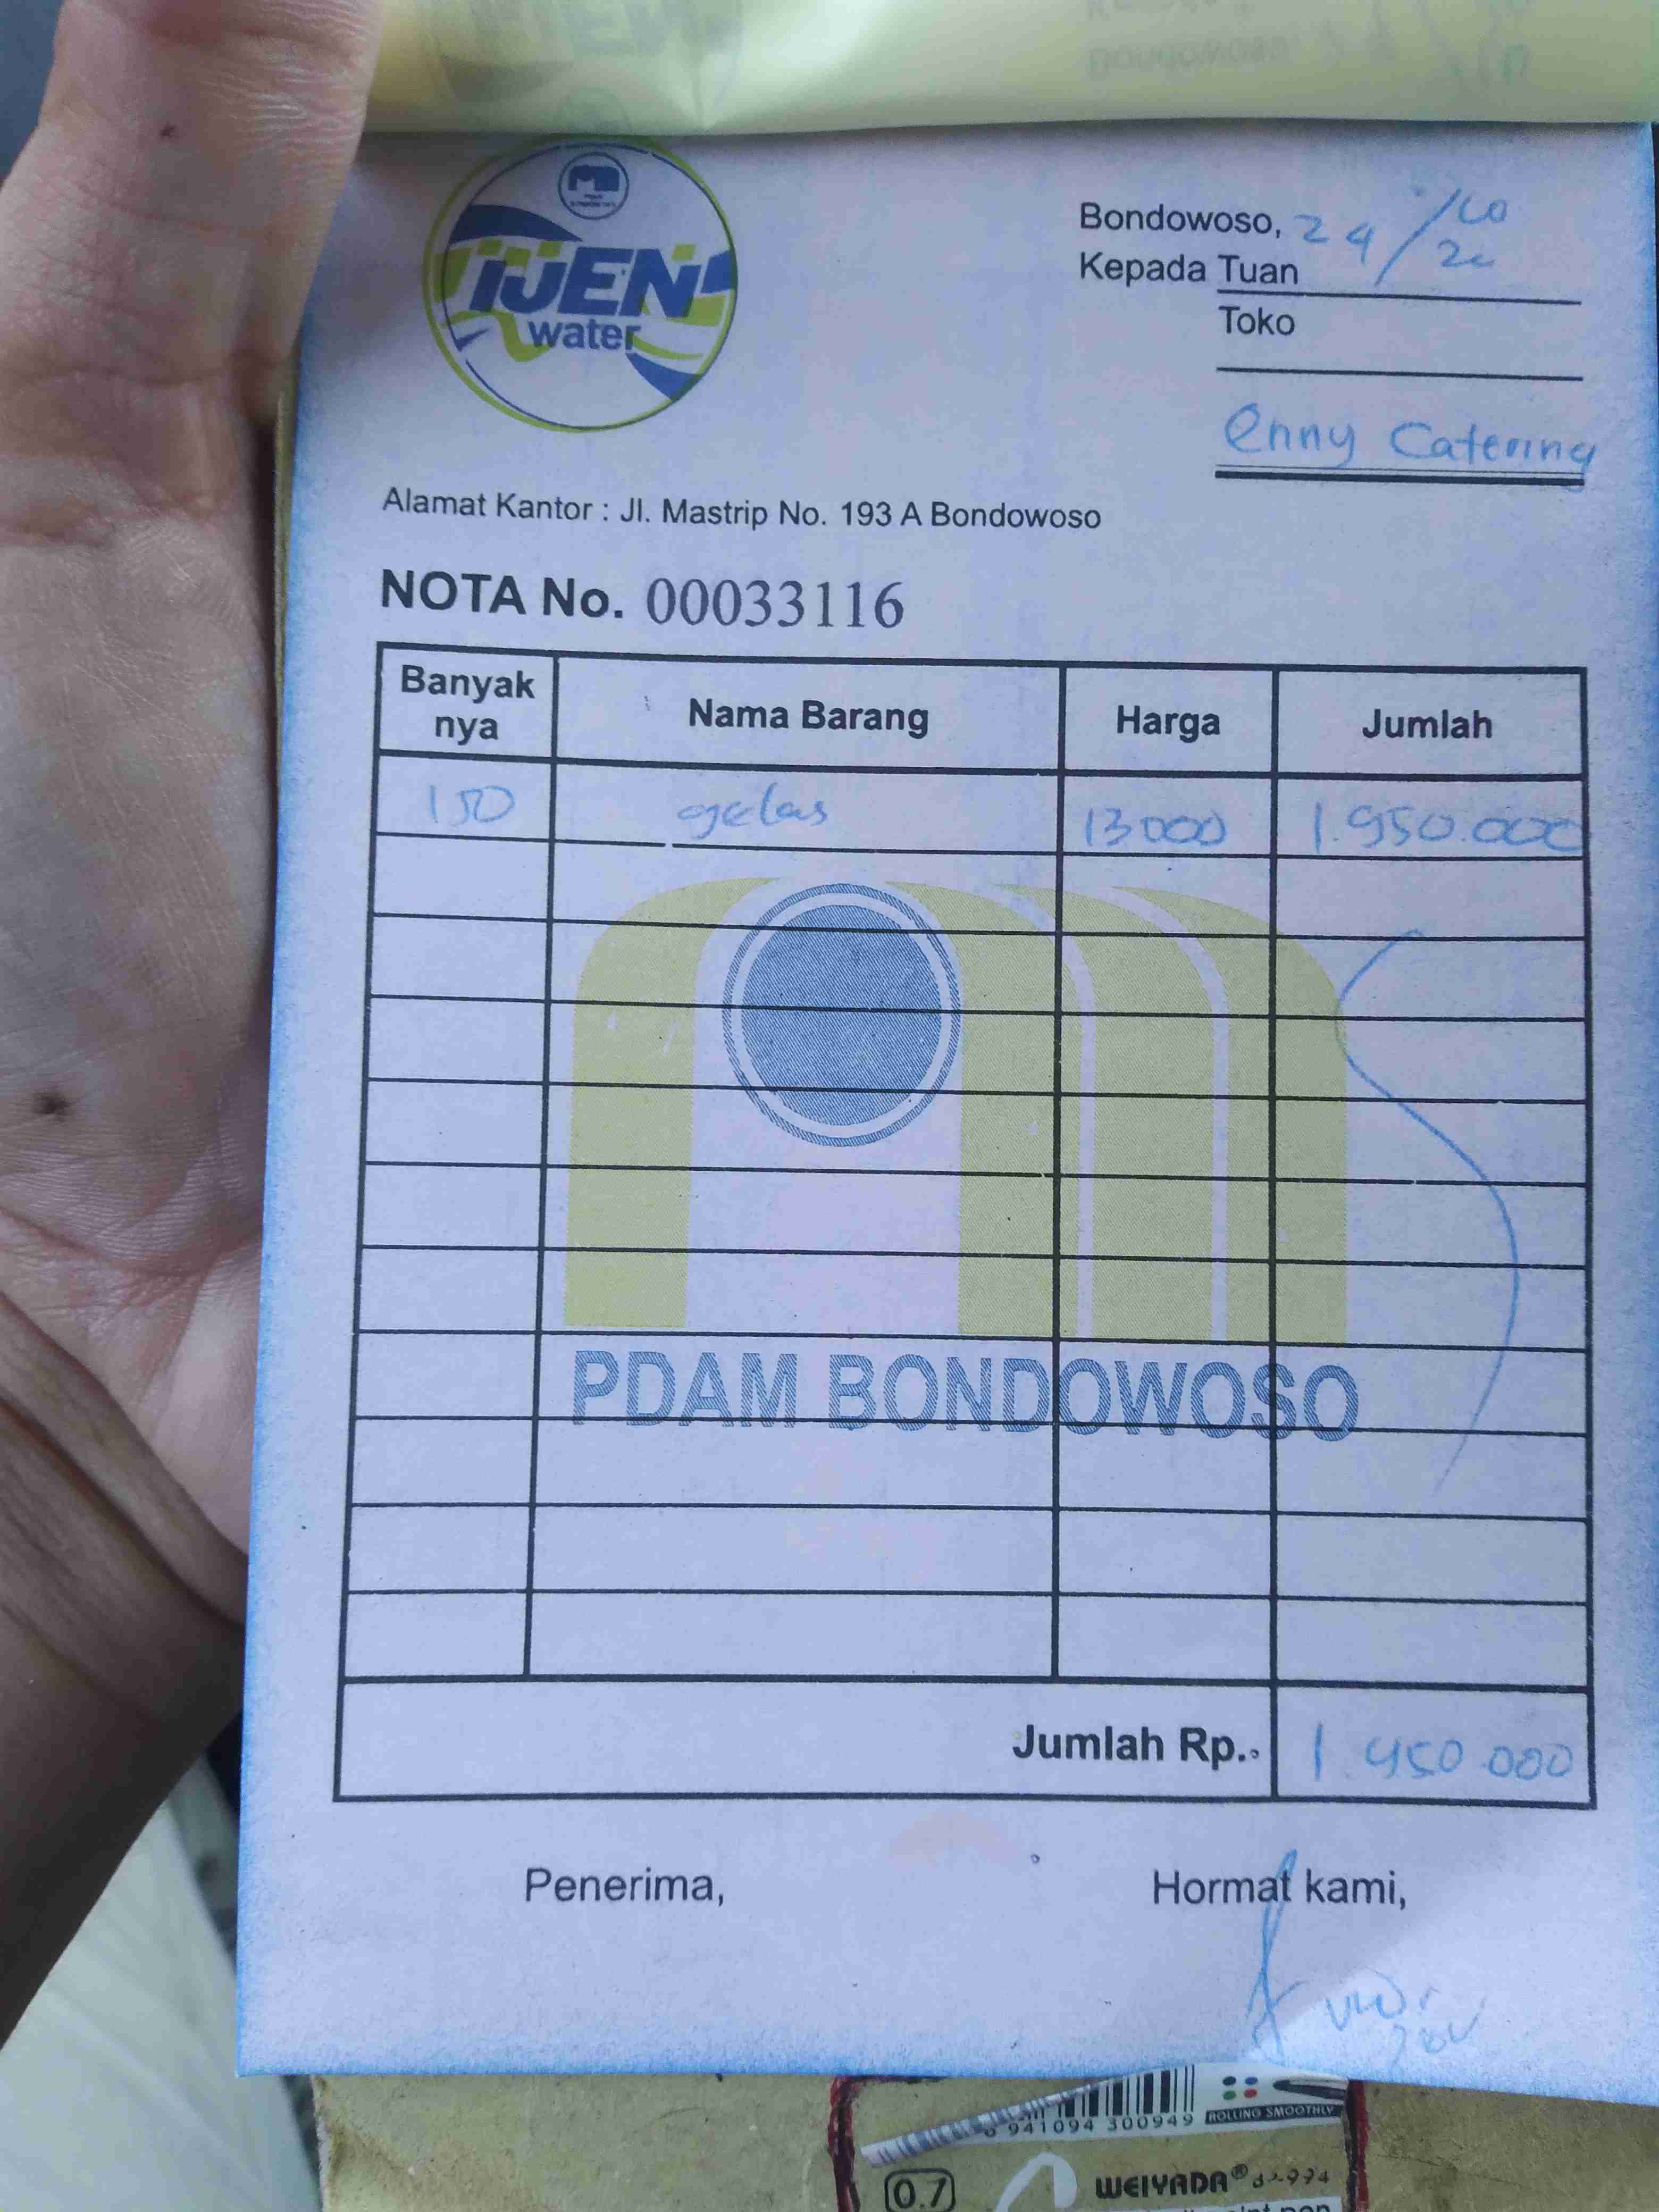 IJEN
water
Bondowoso, 24/10
Kepada Tuan
Toko
Enny Catering
Alamat Kantor : Jl. Mastrip No. 193 A Bondowoso
NOTA No. 00033116
Banyak nya Nama Barang Harga Jumlah
150 gelas 13000 1.950.000
PDAM BONDOWOSO
Jumlah Rp. 1.950.000
Penerima, Hormat kami,
941094 300949 ROLLING SMOOTHLY
0.7 WEIYADA®